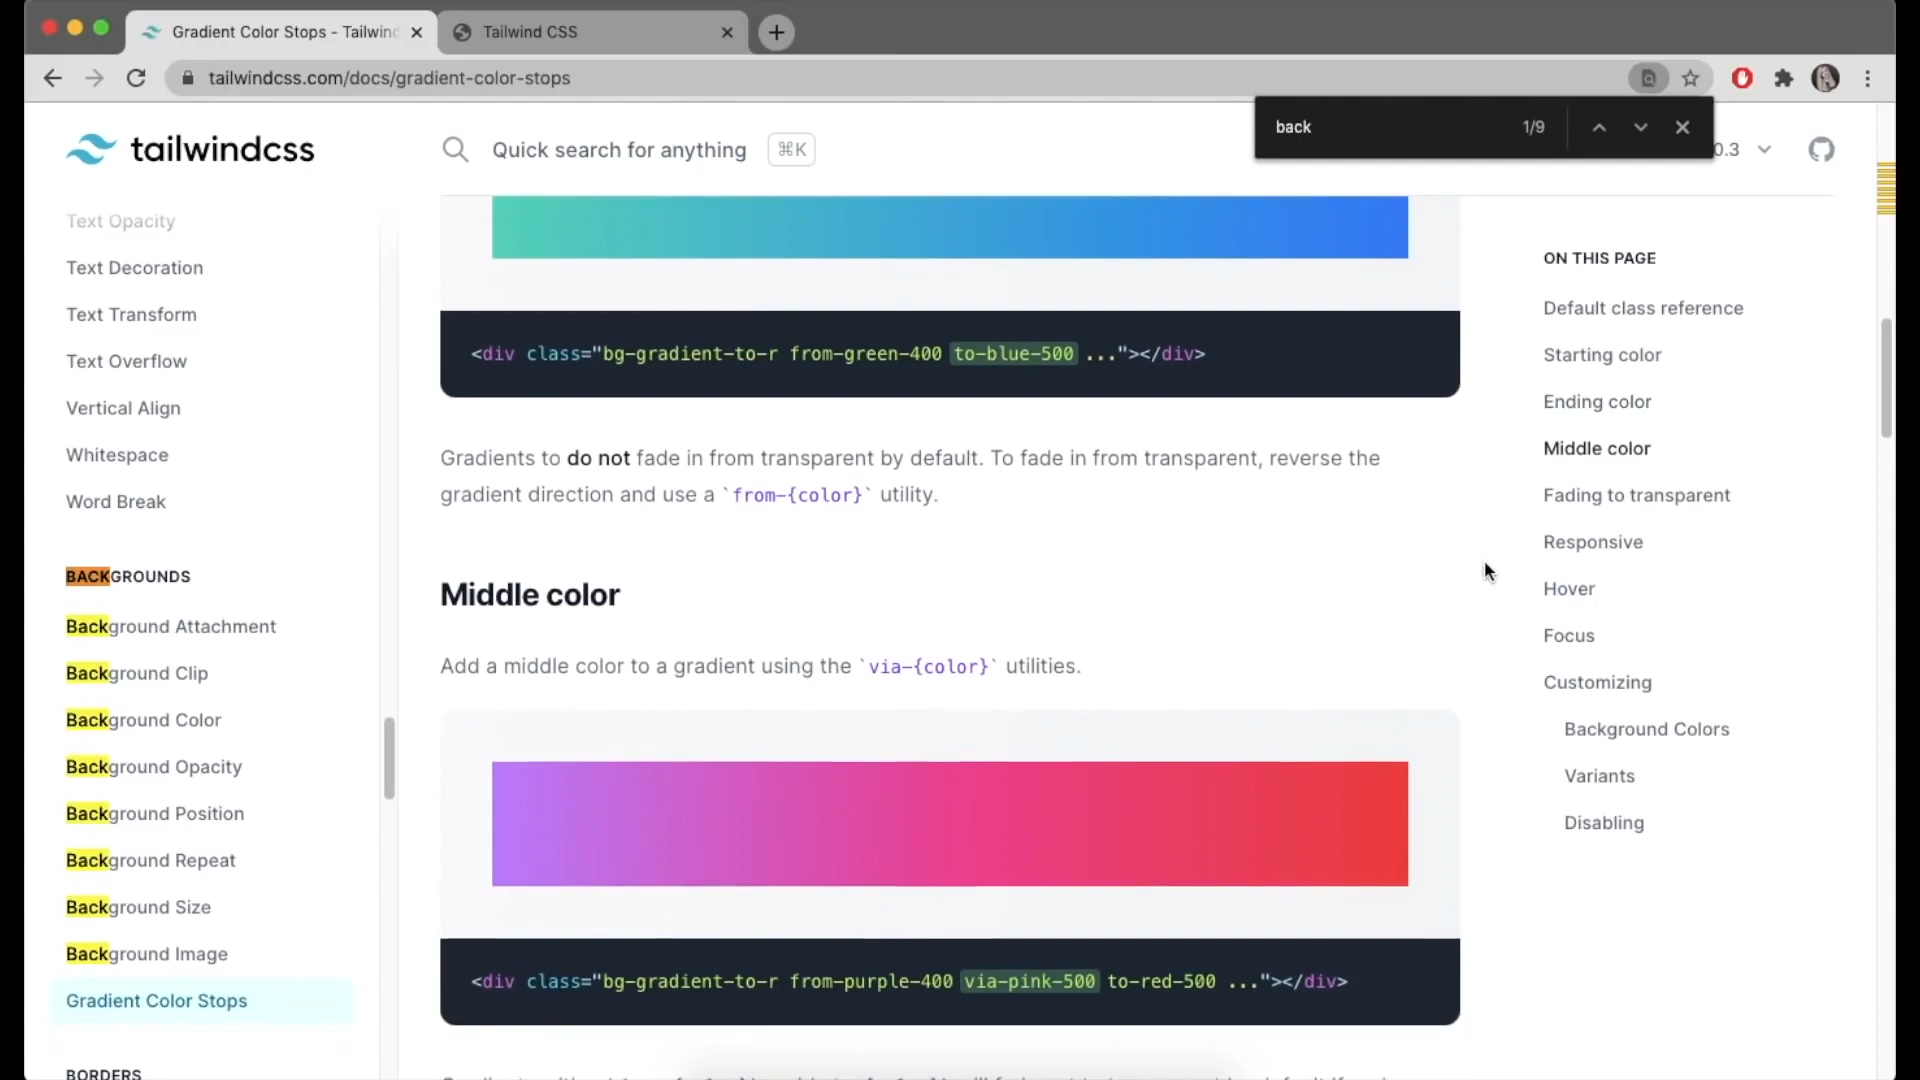 Gradient Color Stops - Tailwind
Tailwind CSS
tailwindcss.com/docs/gradient-color-stops
back
1/9
tailwindcss
Quick search for anything
⌘K
0.3
Text Opacity
Text Decoration
Text Transform
Text Overflow
Vertical Align
Whitespace
Word Break
BACKGROUNDS
Background Attachment
Background Clip
Background Color
Background Opacity
Background Position
Background Repeat
Background Size
Background Image
Gradient Color Stops
BORDERS
<div class="bg-gradient-to-r from-green-400 to-blue-500 ..."></div>
Gradients to do not fade in from transparent by default. To fade in from transparent, reverse the
gradient direction and use a `from-{color}` utility.
Middle color
Add a middle color to a gradient using the `via-{color}` utilities.
<div class="bg-gradient-to-r from-purple-400 via-pink-500 to-red-500 ..."></div>
ON THIS PAGE
Default class reference
Starting color
Ending color
Middle color
Fading to transparent
Responsive
Hover
Focus
Customizing
Background Colors
Variants
Disabling